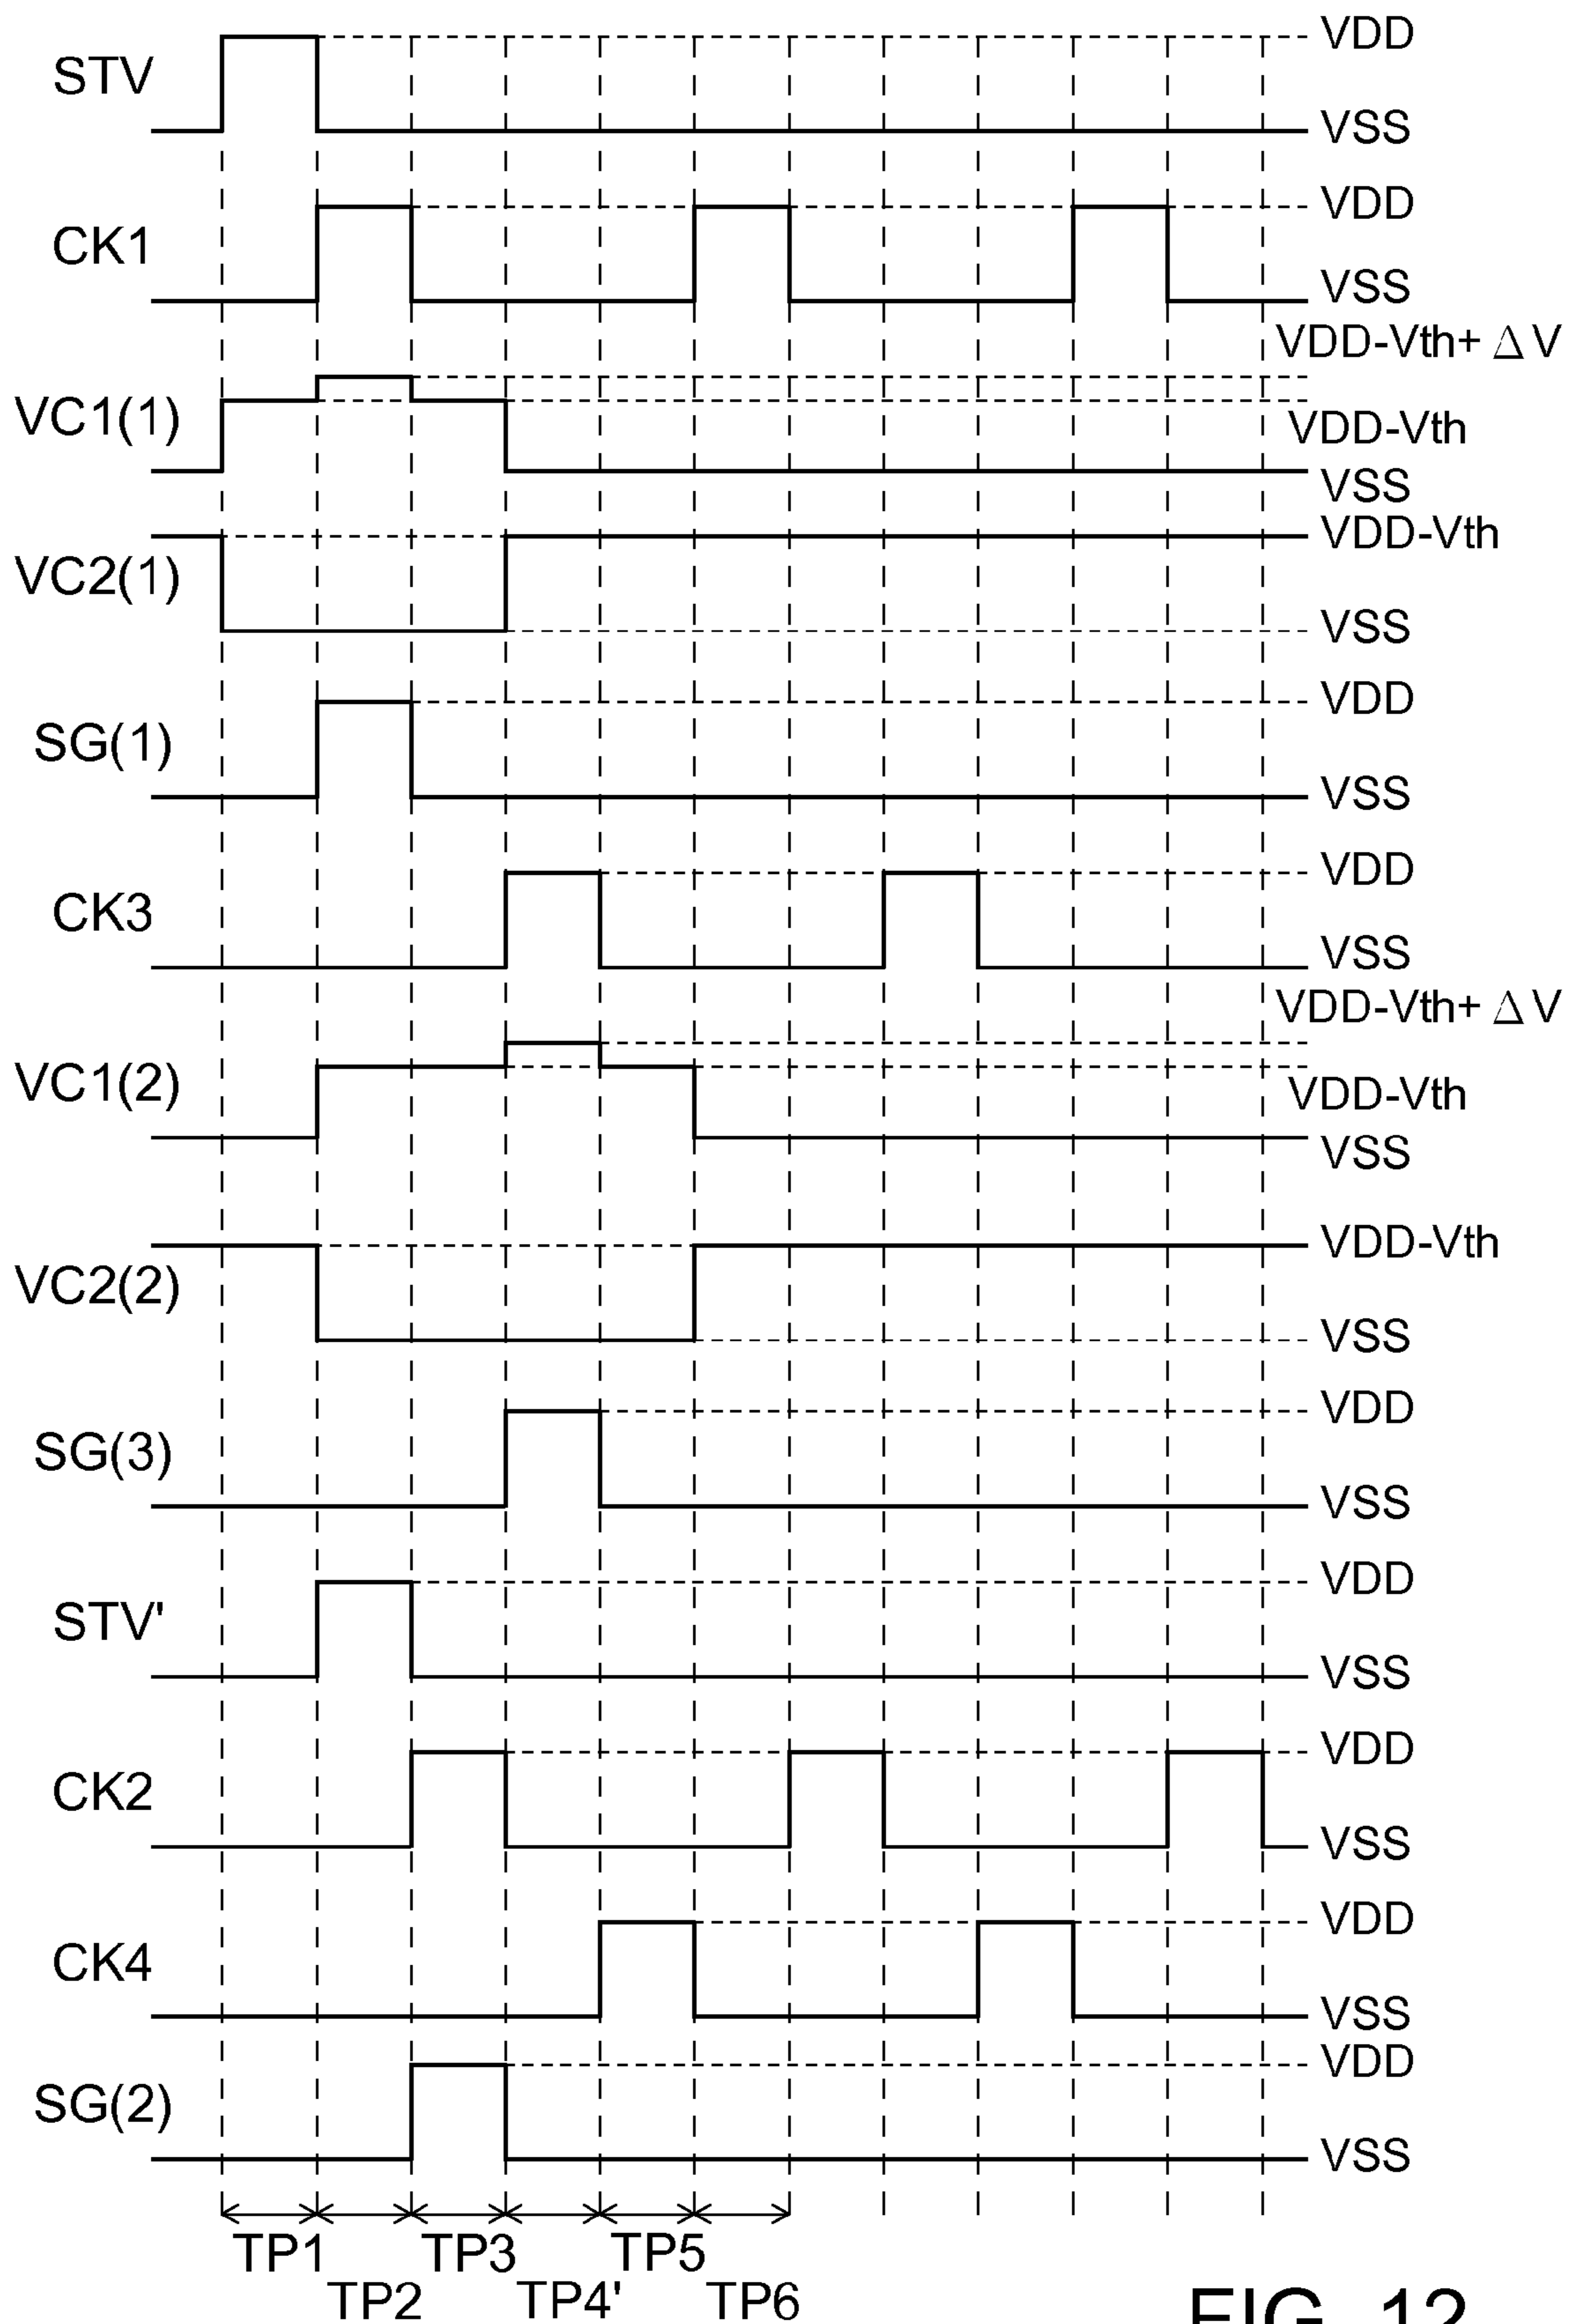 STV
VDD
VSS
CK1
VDD
VSS
VC1(1)
VDD-Vth+ ΔV
VDD-Vth
VSS
VC2(1)
VDD-Vth
VSS
SG(1)
VDD
VSS
CK3
VDD
VSS
VC1(2)
VDD-Vth+ ΔV
VDD-Vth
VSS
VC2(2)
VDD-Vth
VSS
SG(3)
VDD
VSS
STV'
VDD
VSS
CK2
VDD
VSS
CK4
VDD
VSS
SG(2)
VDD
VSS
TP1 TP3 TP5
TP2 TP4' TP6
FIG. 12